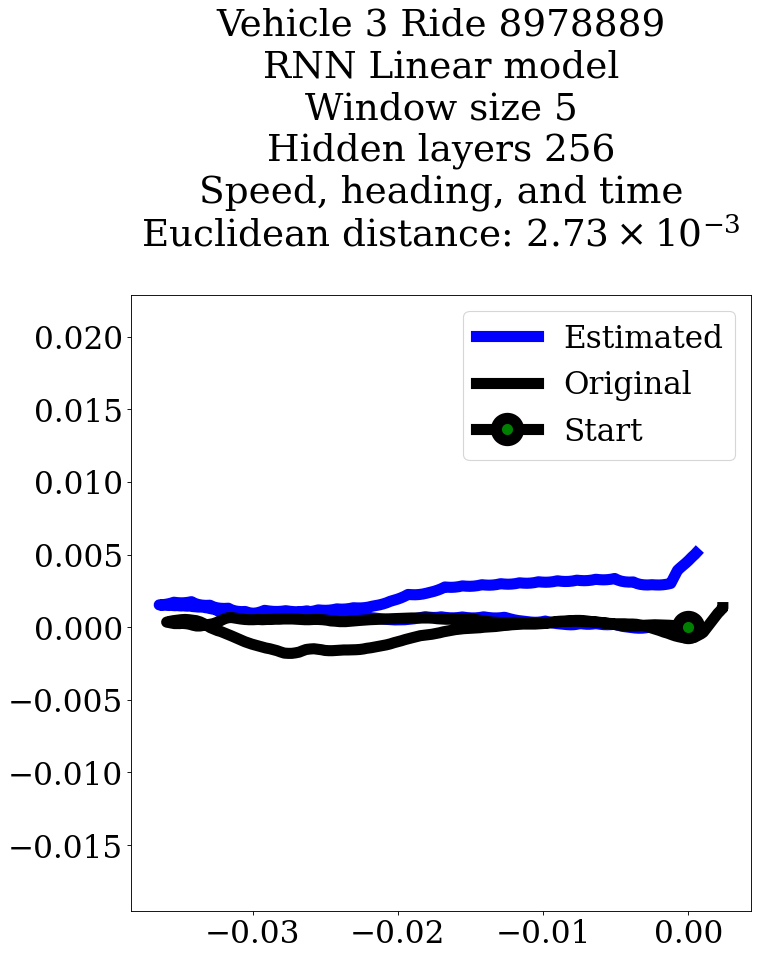 Vehicle 3 Ride 8978889
RNN Linear model
Window size 5
Hidden layers 256
Speed, heading, and time
Euclidean distance: 2.73 × 10⁻³
Estimated
Original
Start
0.020
0.015
0.010
0.005
0.000
−0.005
−0.010
−0.015
−0.03
−0.02
−0.01
0.00